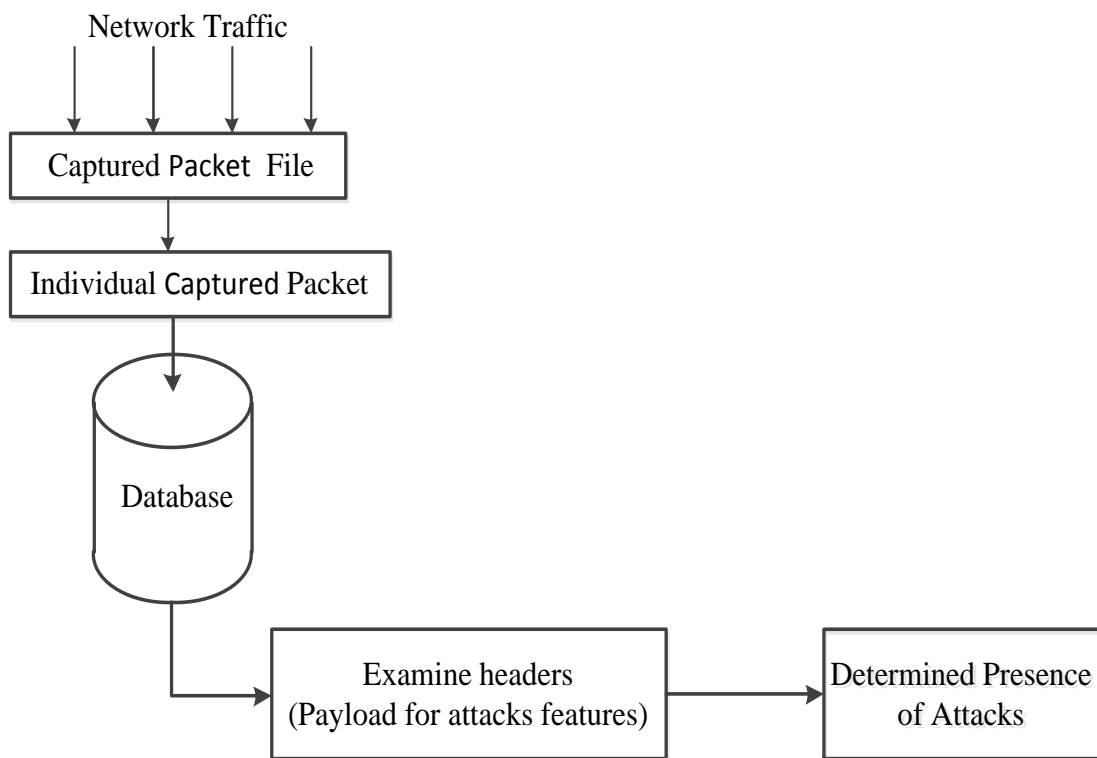 Network Traffic
Captured Packet File
Individual Captured Packet
Database
Examine headers
(Payload for attacks features)
Determined Presence
of Attacks